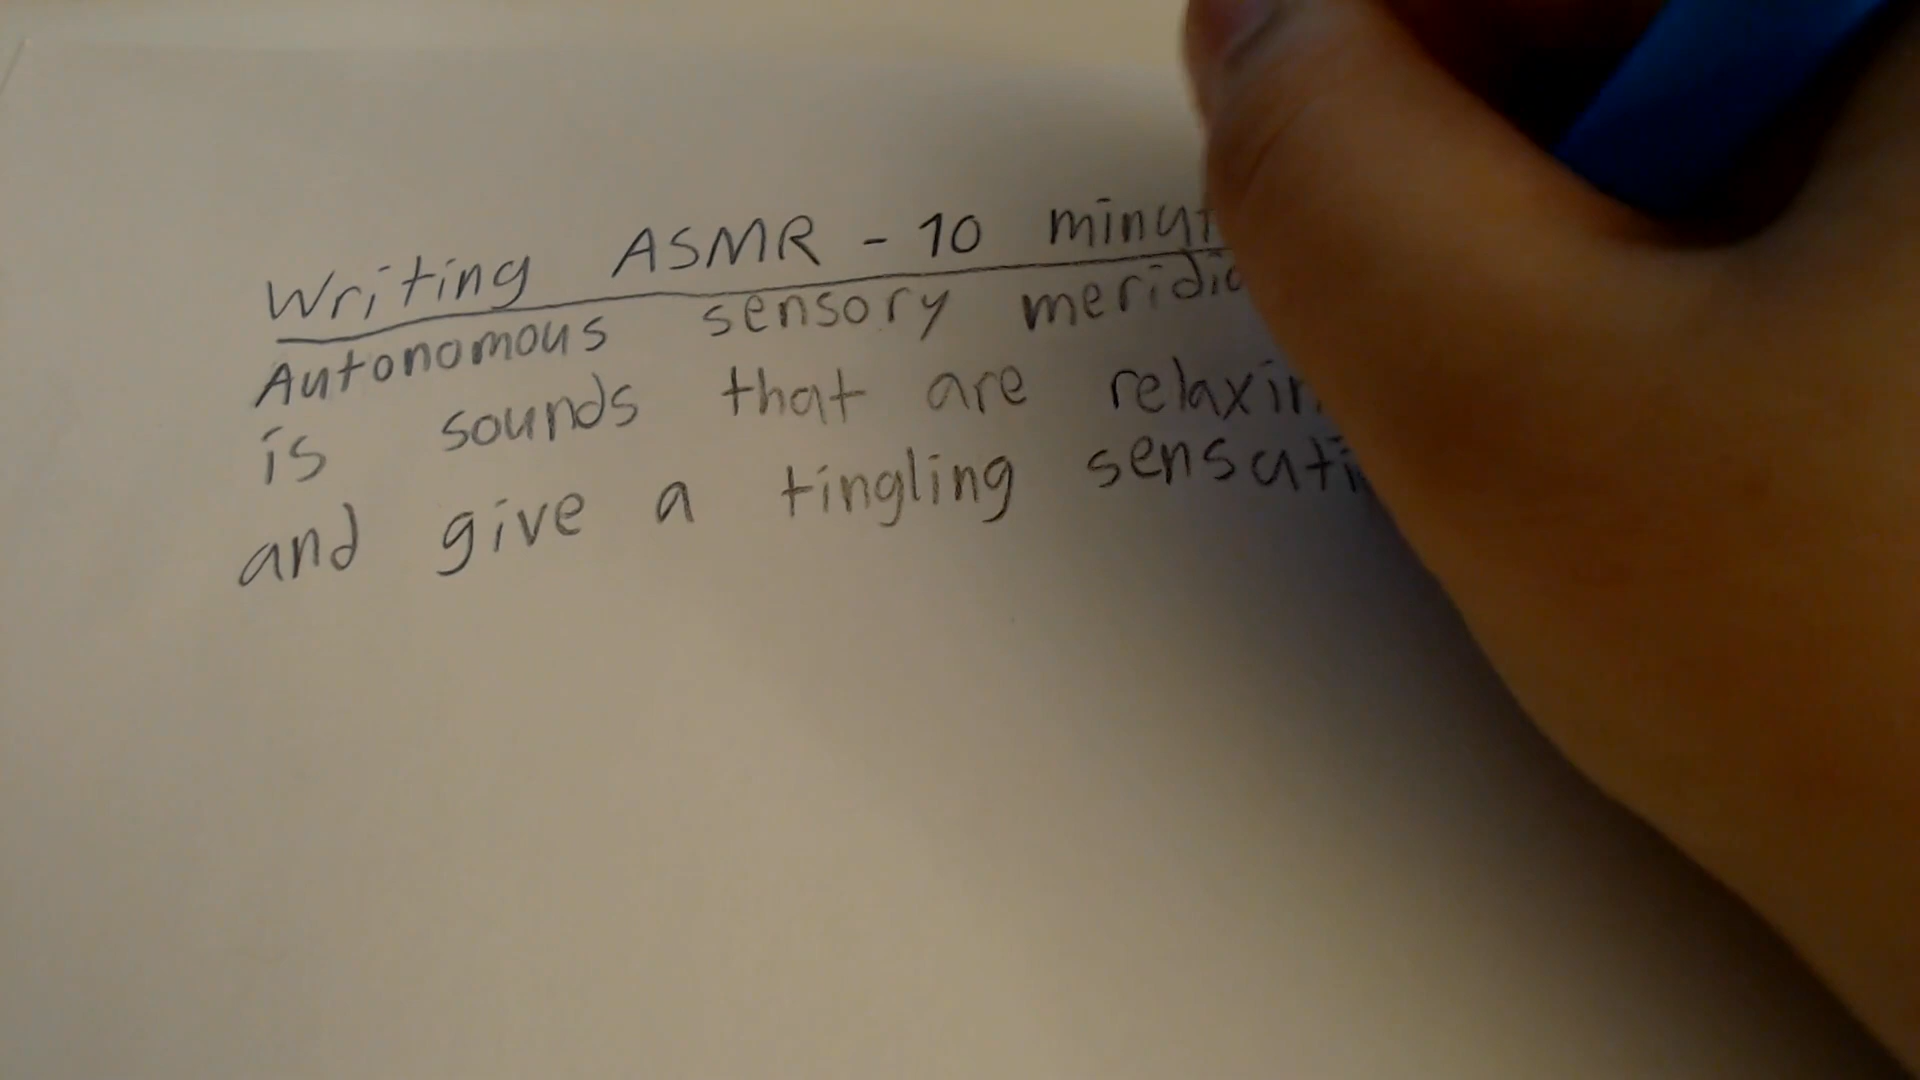 Writing ASMR - 10
Autonomous sensory
is sounds that are
and give a tingling